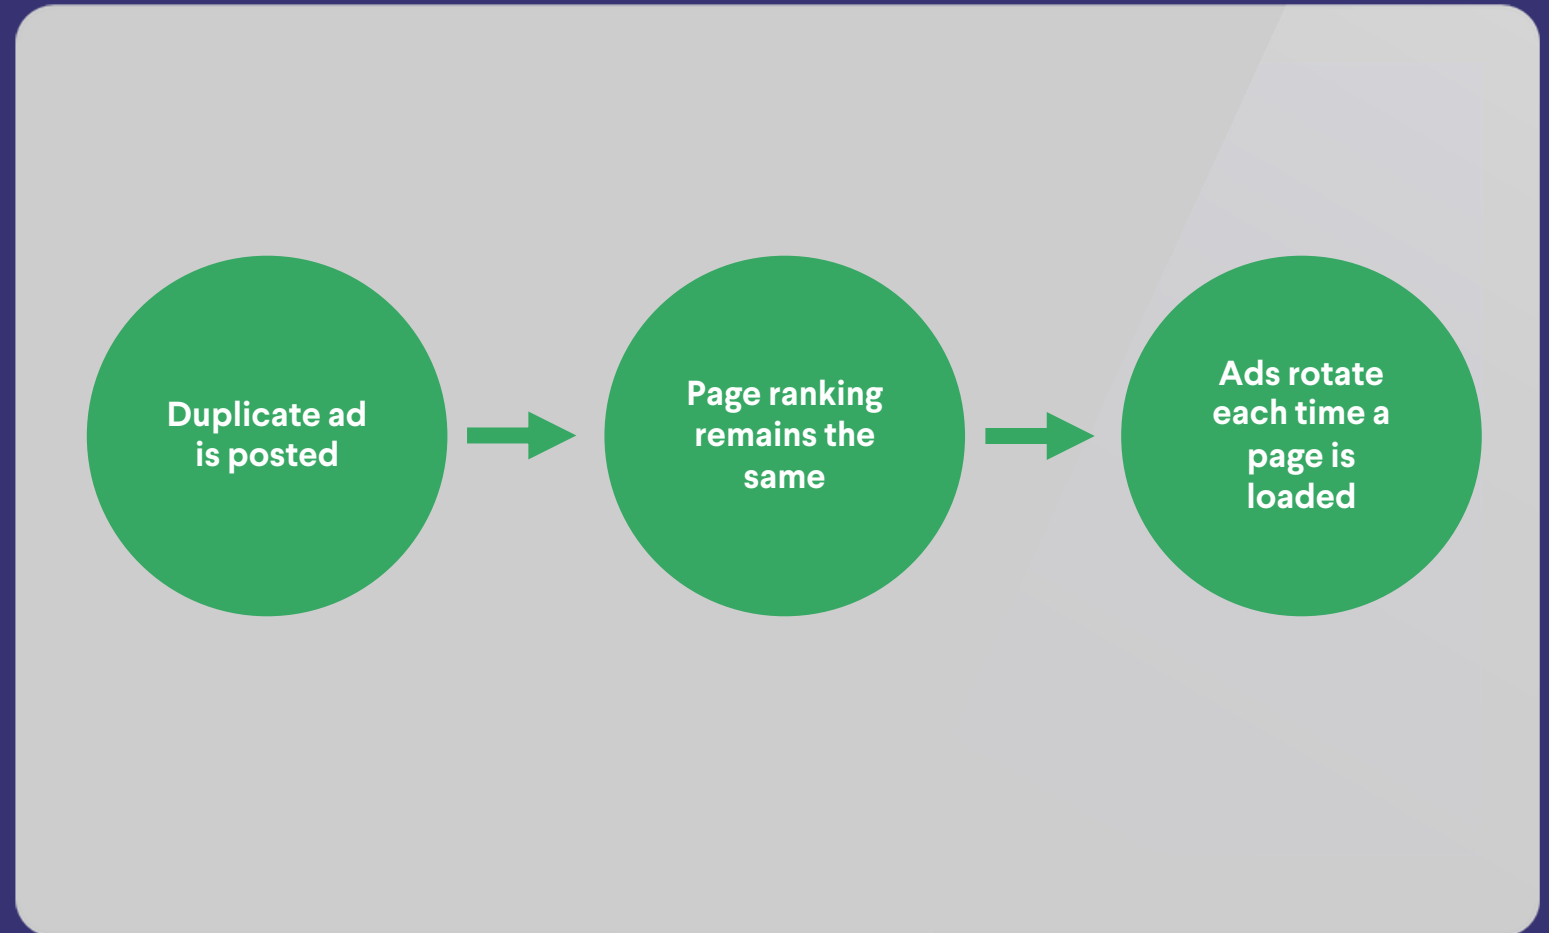 Duplicate ad
is posted
Page ranking
remains the
same
Ads rotate
each time a
page is
loaded